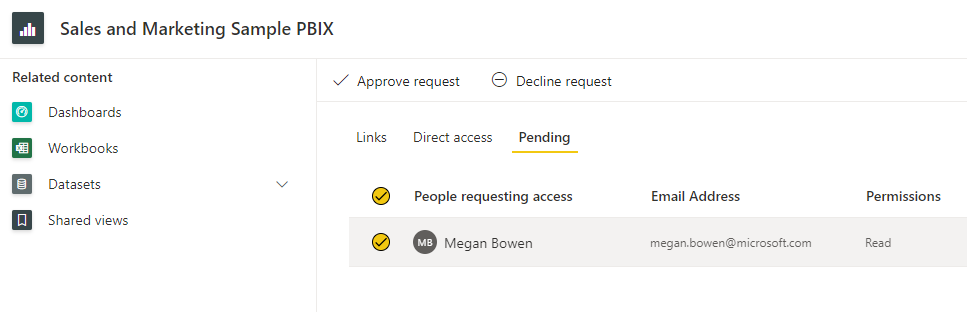 Sales and Marketing Sample PBIX
Related content
Dashboards
Workbooks
Datasets
Shared views
Approve request Decline request
Links Direct access Pending
People requesting access Email Address Permissions
MB Megan Bowen megan.bowen@microsoft.com Read